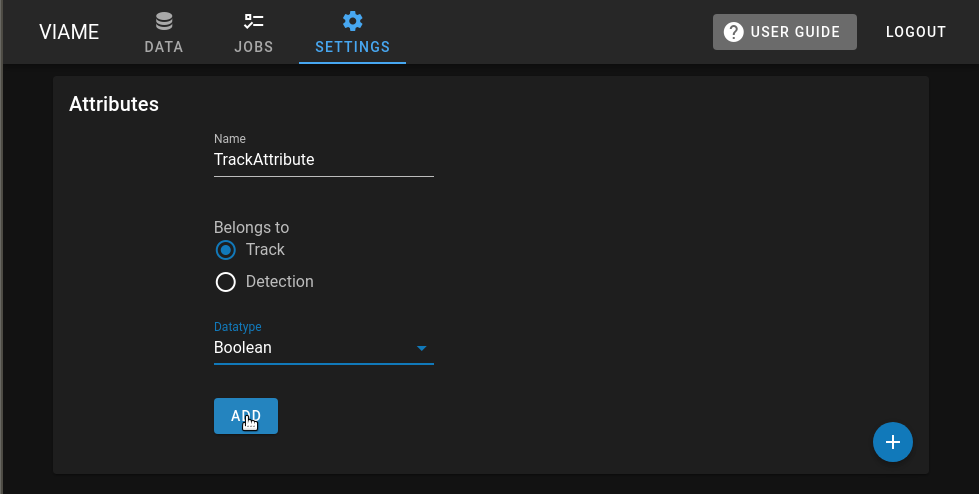 VIAME
DATA
JOBS
SETTINGS
USER GUIDE
LOGOUT
Attributes
Name
TrackAttribute
Belongs to
Track
Detection
Datatype
Boolean
ADD